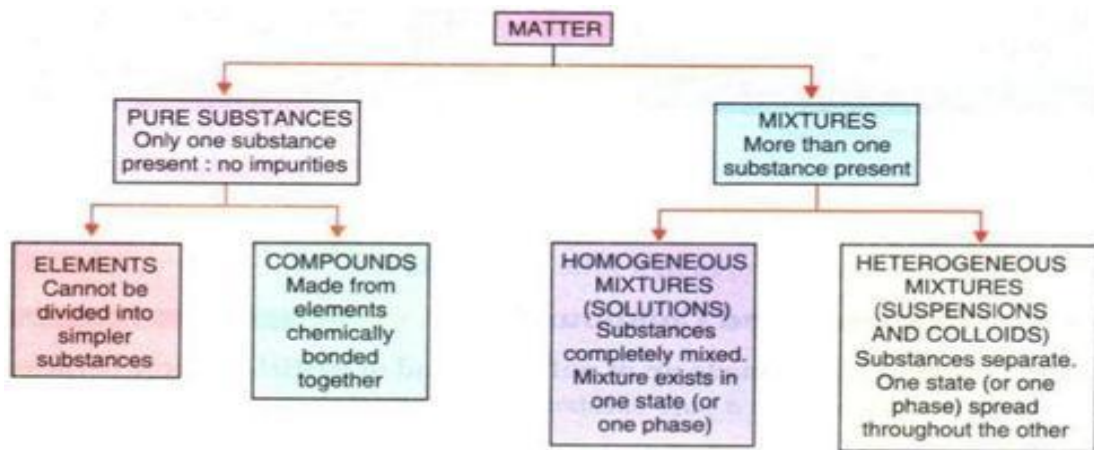 MATTER
PURE SUBSTANCES
Only one substance
present : no impurities
MIXTURES
More than one
substance present
ELEMENTS
Cannot be
divided into
simpler
substances
COMPOUNDS
Made from
elements
chemically
bonded
together
HOMOGENEOUS
MIXTURES
(SOLUTIONS)
Substances
completely mixed.
Mixture exists in
one state (or
one phase)
HETEROGENEOUS
MIXTURES
(SUSPENSIONS
AND COLLOIDS)
Substances separate.
One state (or one
phase) spread
throughout the other